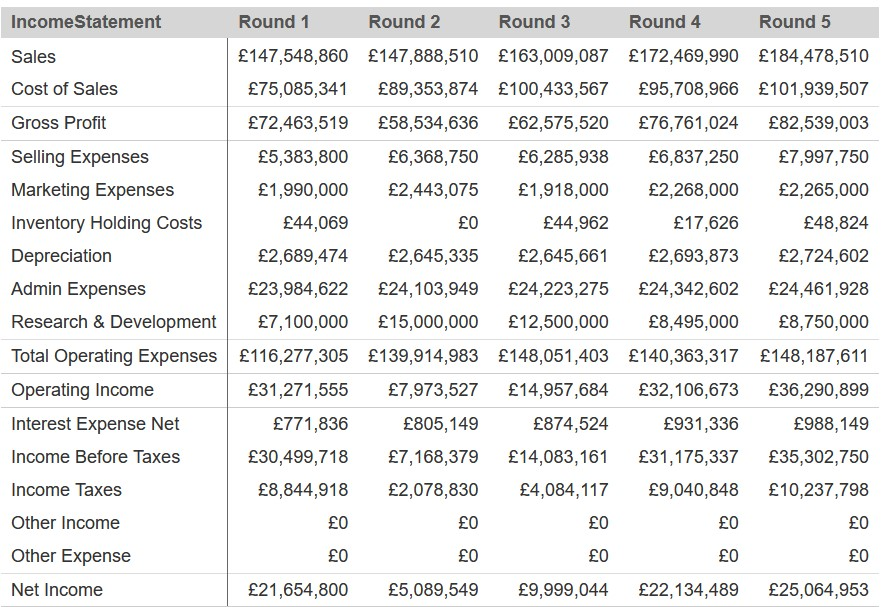 IncomeStatement Round 1 Round 2 Round 3 Round 4 Round 5
Sales £147,548,860 £147,888,510 £163,009,087 £172,469,990 £184,478,510
Cost of Sales £75,085,341 £89,353,874 £100,433,567 £95,708,966 £101,939,507
Gross Profit £72,463,519 £58,534,636 £62,575,520 £76,761,024 £82,539,003
Selling Expenses £5,383,800 £6,368,750 £6,285,938 £6,837,250 £7,997,750
Marketing Expenses £1,990,000 £2,443,075 £1,918,000 £2,268,000 £2,265,000
Inventory Holding Costs £44,069 £0 £44,962 £17,626 £48,824
Depreciation £2,689,474 £2,645,335 £2,645,661 £2,693,873 £2,724,602
Admin Expenses £23,984,622 £24,103,949 £24,223,275 £24,342,602 £24,461,928
Research & Development £7,100,000 £15,000,000 £12,500,000 £8,495,000 £8,750,000
Total Operating Expenses £116,277,305 £139,914,983 £148,051,403 £140,363,317 £148,187,611
Operating Income £31,271,555 £7,973,527 £14,957,684 £32,106,673 £36,290,899
Interest Expense Net £771,836 £805,149 £874,524 £931,336 £988,149
Income Before Taxes £30,499,718 £7,168,379 £14,083,161 £31,175,337 £35,302,750
Income Taxes £8,844,918 £2,078,830 £4,084,117 £9,040,848 £10,237,798
Other Income £0 £0 £0 £0 £0
Other Expense £0 £0 £0 £0 £0
Net Income £21,654,800 £5,089,549 £9,999,044 £22,134,489 £25,064,953